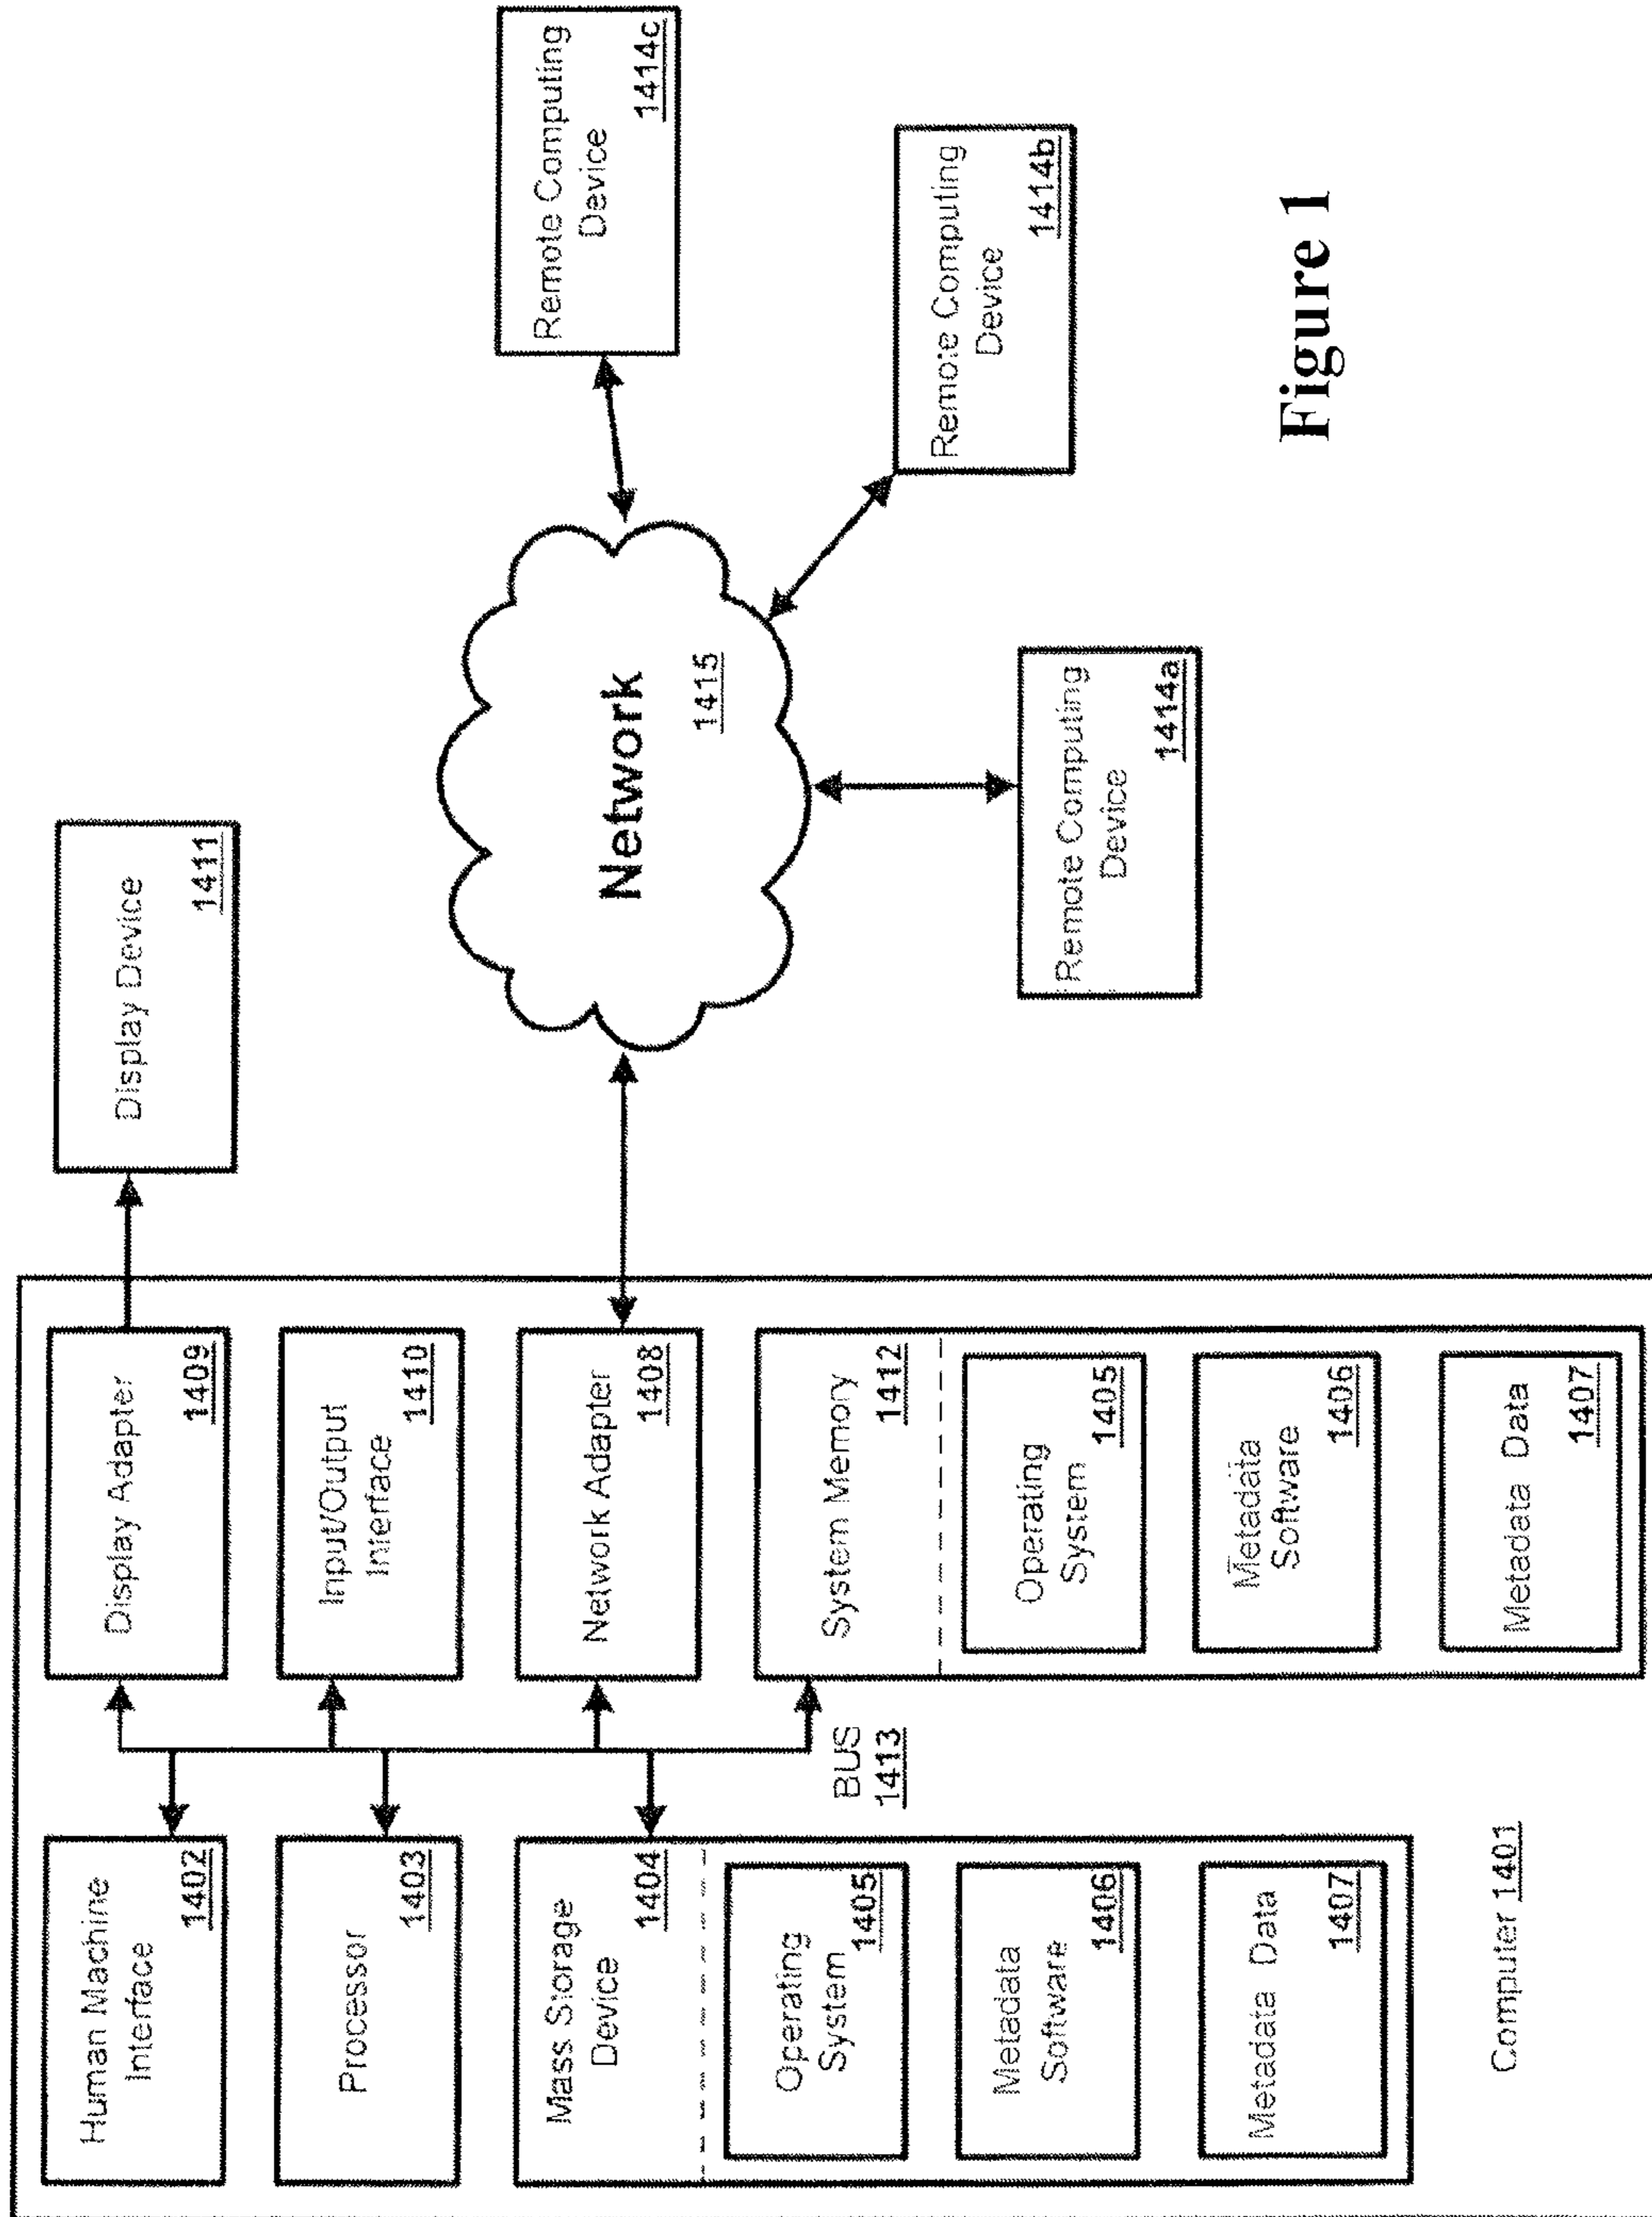 Human Machine
Interface
1402
Processor
1403
Mass Storage
Device
1404
Operating
System
1405
Metadata
Software
1406
Metadata Data
1407
Computer 1401
BUS
1413
Display Adapter
1409
Input/Output
Interface
1410
Network Adapter
1408
System Memory
1412
Operating
System
1405
Metadata
Software
1406
Metadata Data
1407
Display Device
1411
Network
1415
Remote Computing
Device
1414a
Remote Computing
Device
1414b
Remote Computing
Device
1414c
Figure 1